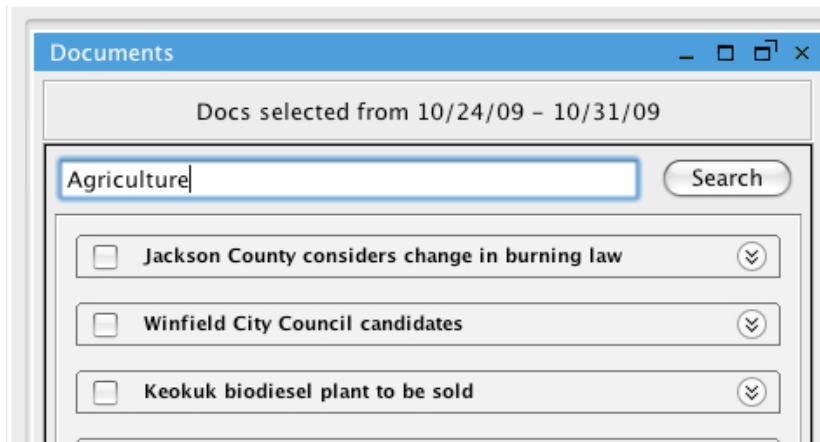 Documents
Docs selected from 10/24/09 – 10/31/09
Agriculture
Search
Jackson County considers change in burning law
Winfield City Council candidates
Keokuk biodiesel plant to be sold